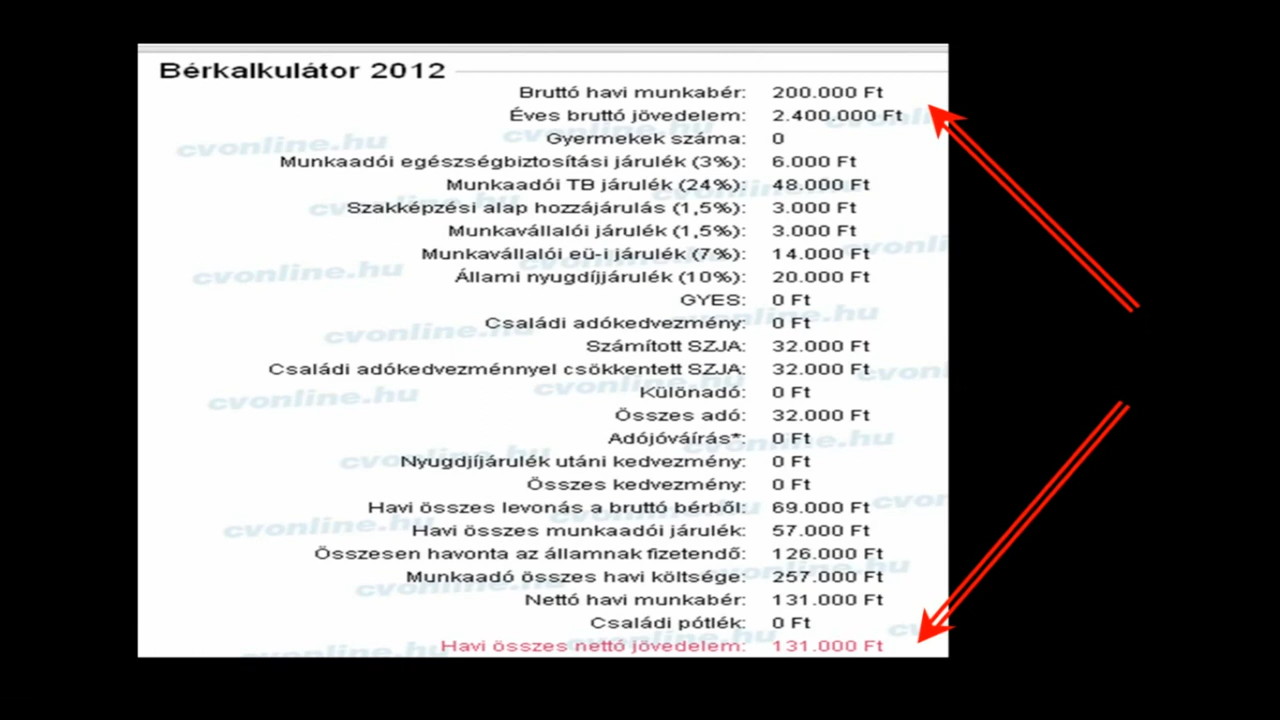 Bérkalkulátor 2012
Bruttó havi munkabér: 200.000 Ft
Éves bruttó jövedelem: 2.400.000 Ft
Gyermekek száma: 0
Munkaadói egészségbiztosítási járulék (3%): 6.000 Ft
Munkaadói TB járulék (24%): 48.000 Ft
Szakképzési alap hozzájárulás (1,5%): 3.000 Ft
Munkavállalói járulék (1,5%): 3.000 Ft
Munkavállalói eü-i járulék (7%): 14.000 Ft
Állami nyugdíjjárulék (10%): 20.000 Ft
GYES: 0 Ft
Családi adókedvezmény: 0 Ft
Számított SZJA: 32.000 Ft
Családi adókedvezménnyel csökkentett SZJA: 32.000 Ft
Különadó: 0 Ft
Összes adó: 32.000 Ft
Adójóváírás*: 0 Ft
Nyugdjíjárulék utáni kedvezmény: 0 Ft
Összes kedvezmény: 0 Ft
Havi összes levonás a bruttó bérből: 69.000 Ft
Havi összes munkaadói járulék: 57.000 Ft
Összesen havonta az államnak fizetendő: 126.000 Ft
Munkaadó összes havi költsége: 257.000 Ft
Nettó havi munkabér: 131.000 Ft
Családi pótlék: 0 Ft
Havi összes nettó jövedelem: 131.000 Ft
cvonline.hu